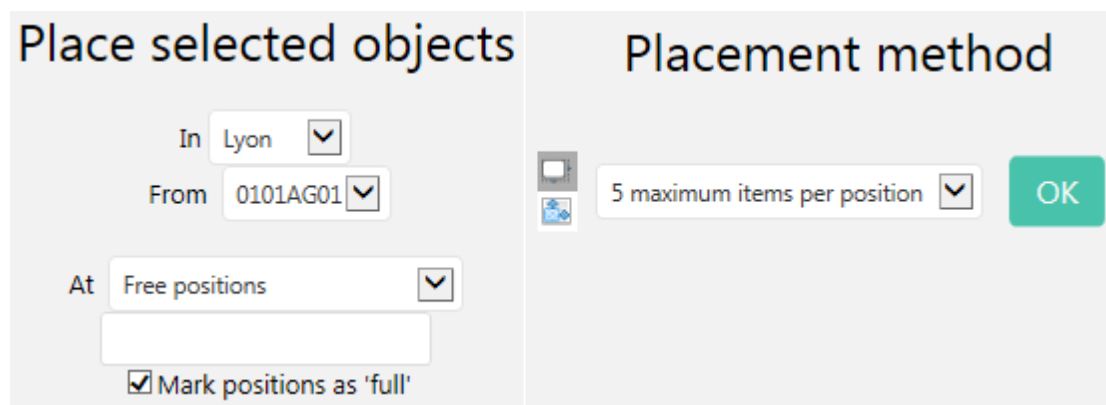 Place selected objects
In Lyon
From 0101AG01
At Free positions
Mark positions as 'full'
Placement method
5 maximum items per position
OK